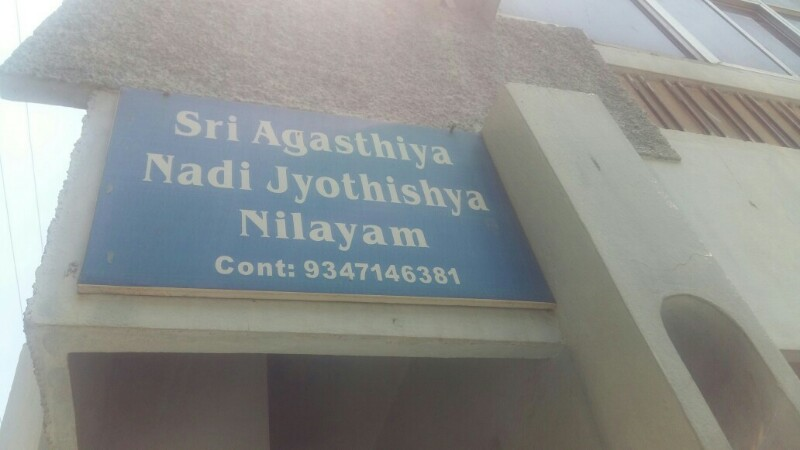 Sri Agasthiya
Nadi Jyothishya
Nilayam
Cont: 9347146381